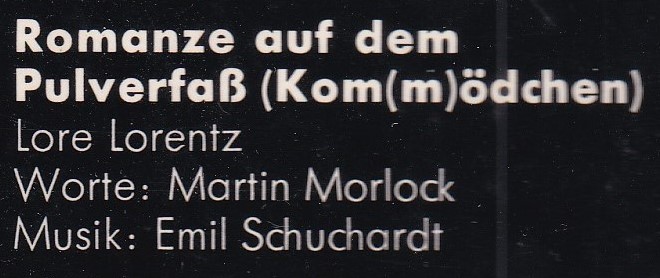 Romanze auf dem
Pulverfaß (Kom(m)ödchen)
Lore Lorentz
Worte: Martin Morlock
Musik: Emil Schuchardt